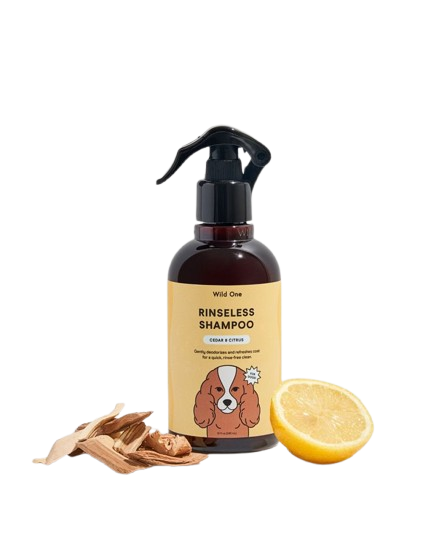 Wild One
RINSELESS
SHAMPOO
CEDAR & CITRUS
Gently deodorizes and refreshes coat
for a quick, rinse-free clean.